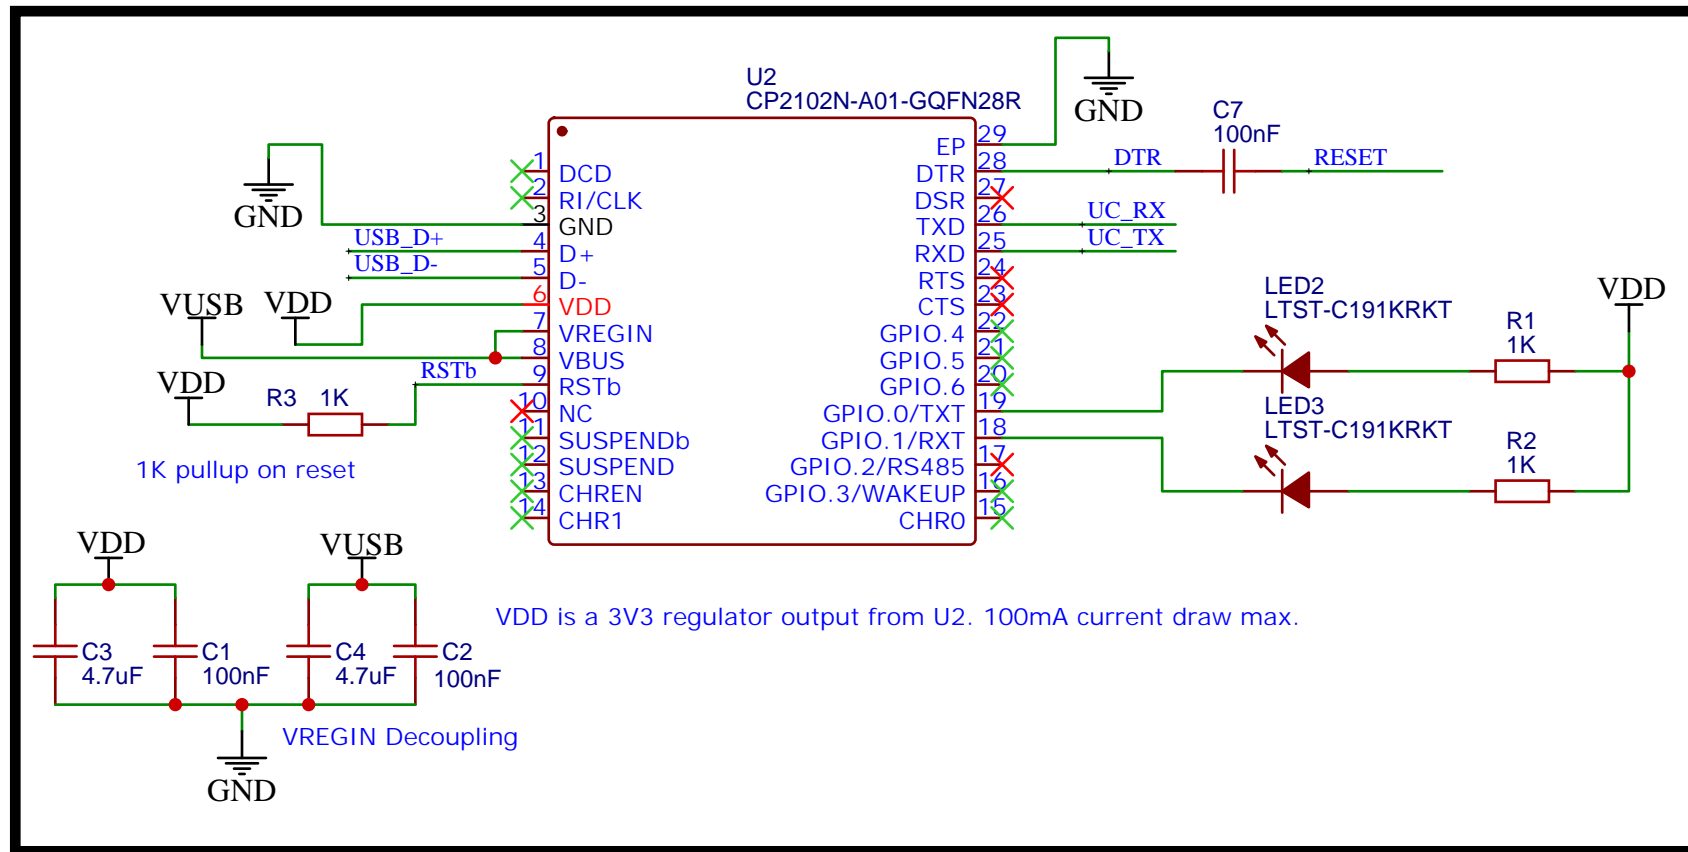 U2
CP2102N-A01-GQFN28R
GND
C7
100nF
EP 29
1 DCD
DTR 28
DTR
RESET
2 RI/CLK
DSR 27
GND
3 GND
TXD 26
UC_RX
USB_D+
4 D+
RXD 25
UC_TX
USB_D-
5 D-
RTS 24
VUSB
VDD
6 VDD
CTS 23
LED2
LTST-C191KRKT
VDD
7 VREGIN
GPIO.4 22
R1
1K
8 VBUS
GPIO.5 21
VDD
RSTb
9 RSTb
GPIO.6 20
R3 1K
10 NC
GPIO.0/TXT 19
LED3
LTST-C191KRKT
11 SUSPENDb
GPIO.1/RXT 18
R2
1K
1K pullup on reset
12 SUSPEND
GPIO.2/RS485 17
13 CHREN
GPIO.3/WAKEUP 16
14 CHR1
CHR0 15
VDD
VUSB
VDD is a 3V3 regulator output from U2. 100mA current draw max.
C3
4.7uF
C1
100nF
C4
4.7uF
C2
100nF
VREGIN Decoupling
GND